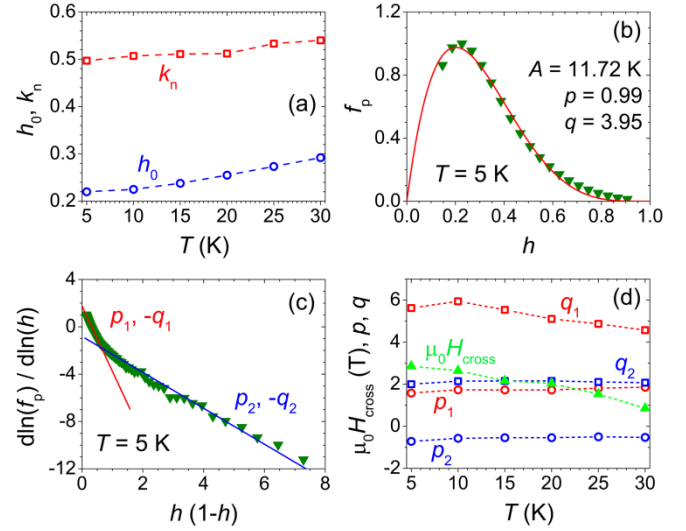 0.6
0.5
0.4
0.3
0.2
5 10 15 20 25 30
h₀, kₙ
T (K)
kₙ
(a)
h₀
1.2
0.8
0.4
0.0
0.0 0.2 0.4 0.6 0.8 1.0
fₚ
h
(b)
A = 11.72 K
p = 0.99
q = 3.95
T = 5 K
4
0
-4
-8
-12
0 2 4 6 8
dln(fₚ) / dln(h)
h (1-h)
(c)
p₁, -q₁
p₂, -q₂
T = 5 K
6
4
2
0
-2
5 10 15 20 25 30
μ₀H_cross (T), p, q
T (K)
q₁
(d)
μ₀H_cross
q₂
p₁
p₂